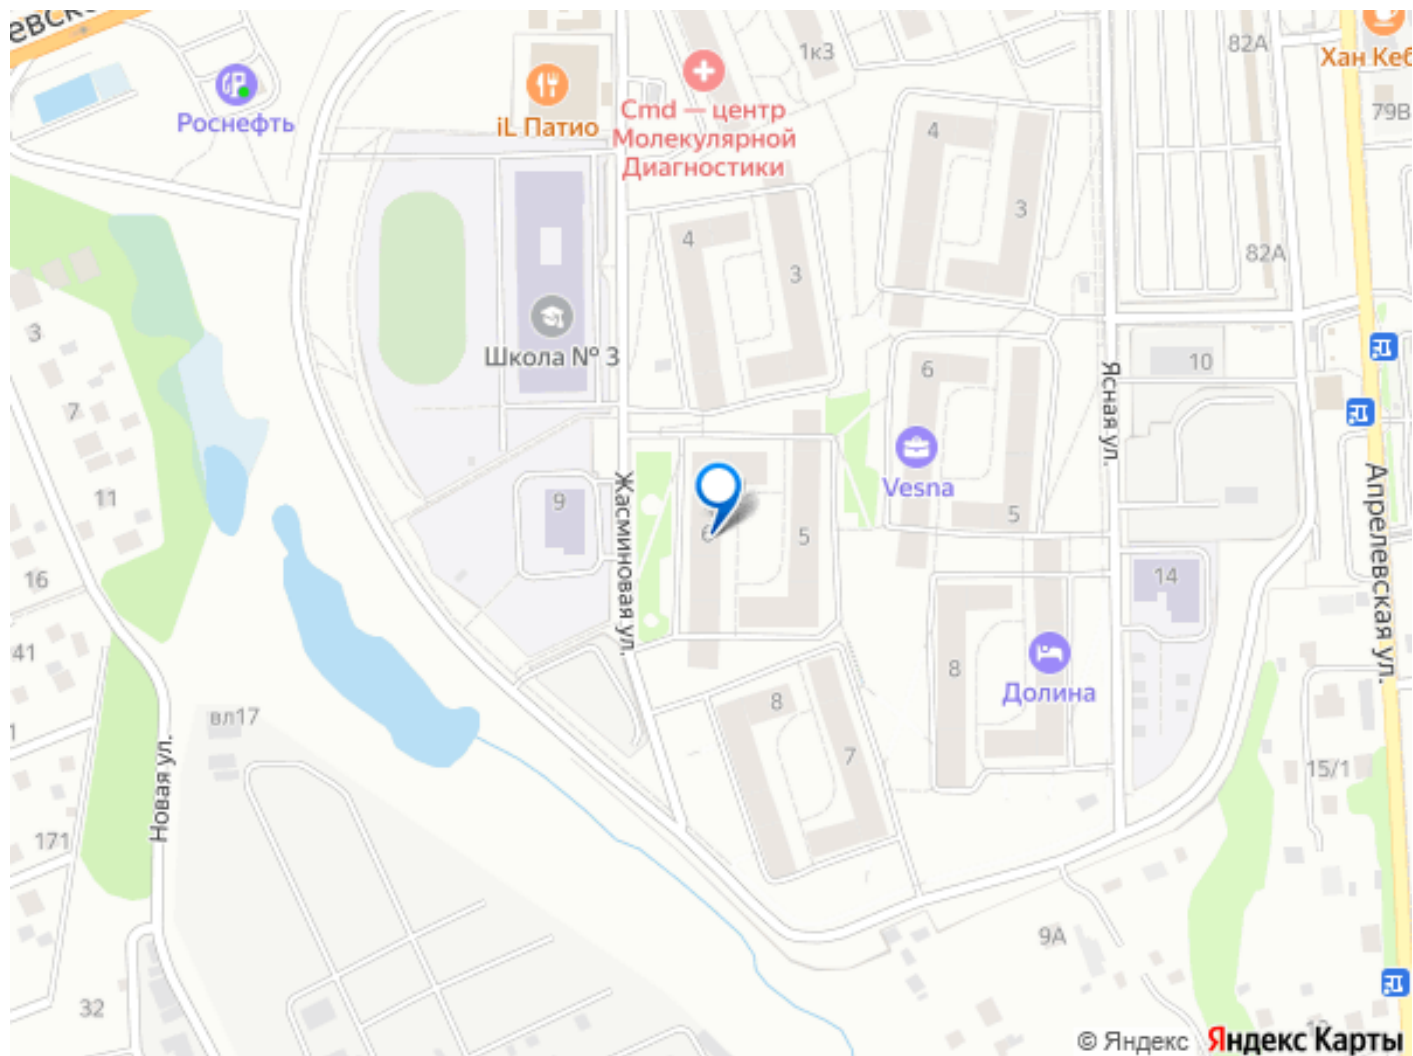 1к3
82А
Хан Кеб
79В
Роснефть
iL Патио
Cmd — центр
Молекулярной
Диагностики
4
3
4
3
82А
3
Школа № 3
6
10
Ясная ул.
7
Vesna
11
9
Жасминовая ул.
6
5
5
Апрелевская ул.
16
14
41
8
Долина
1
вл17
8
7
Новая ул.
15/1
171
9А
32
© Яндекс
Яндекс Карты